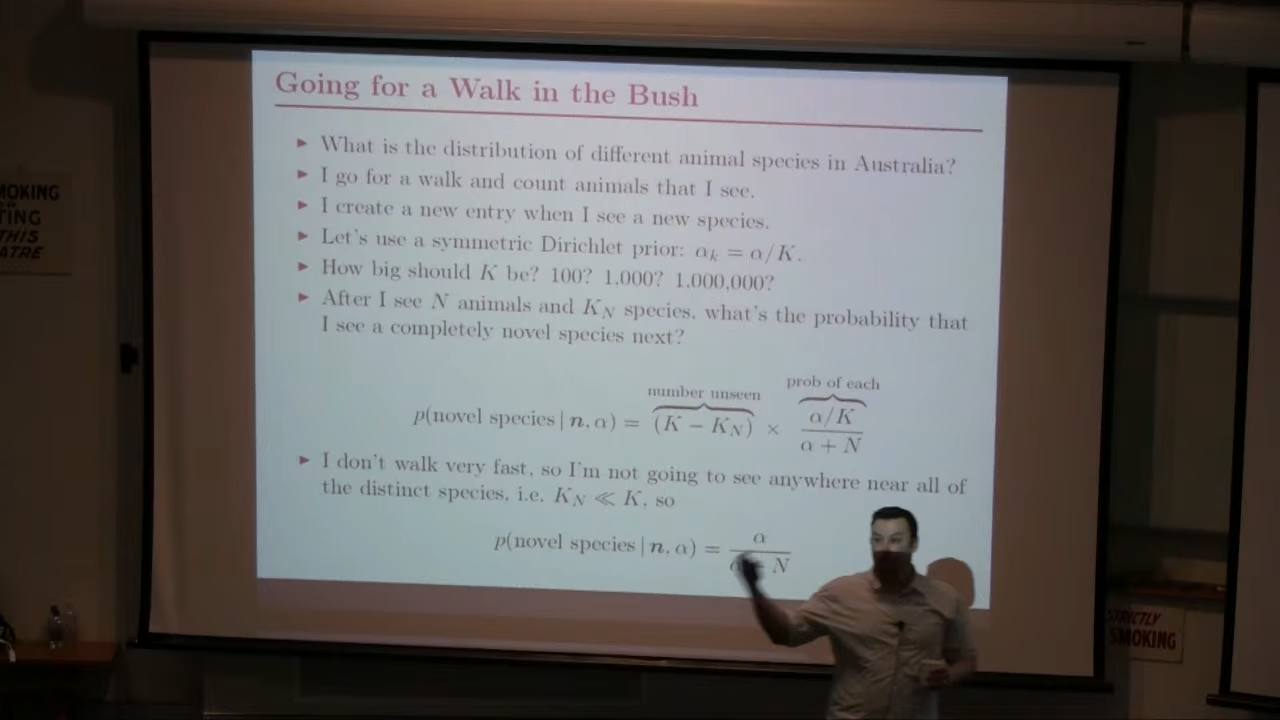 Going for a Walk in the Bush
► What is the distribution of different animal species in Australia?
► I go for a walk and count animals that I see.
► I create a new entry when I see a new species.
► Let's use a symmetric Dirichlet prior: αₖ = α/K.
► How big should K be? 100? 1,000? 1,000,000?
► After I see N animals and K_N species, what's the probability that
I see a completely novel species next?
number unseen prob of each
p(novel species | n, α) = (K − K_N) × (α/K)/(α + N)
► I don't walk very fast, so I'm not going to see anywhere near all of
the distinct species, i.e. K_N ≪ K, so
p(novel species | n, α) = α/(α + N)
MOKING
TING
THIS
ATRE
STRICTLY
SMOKING